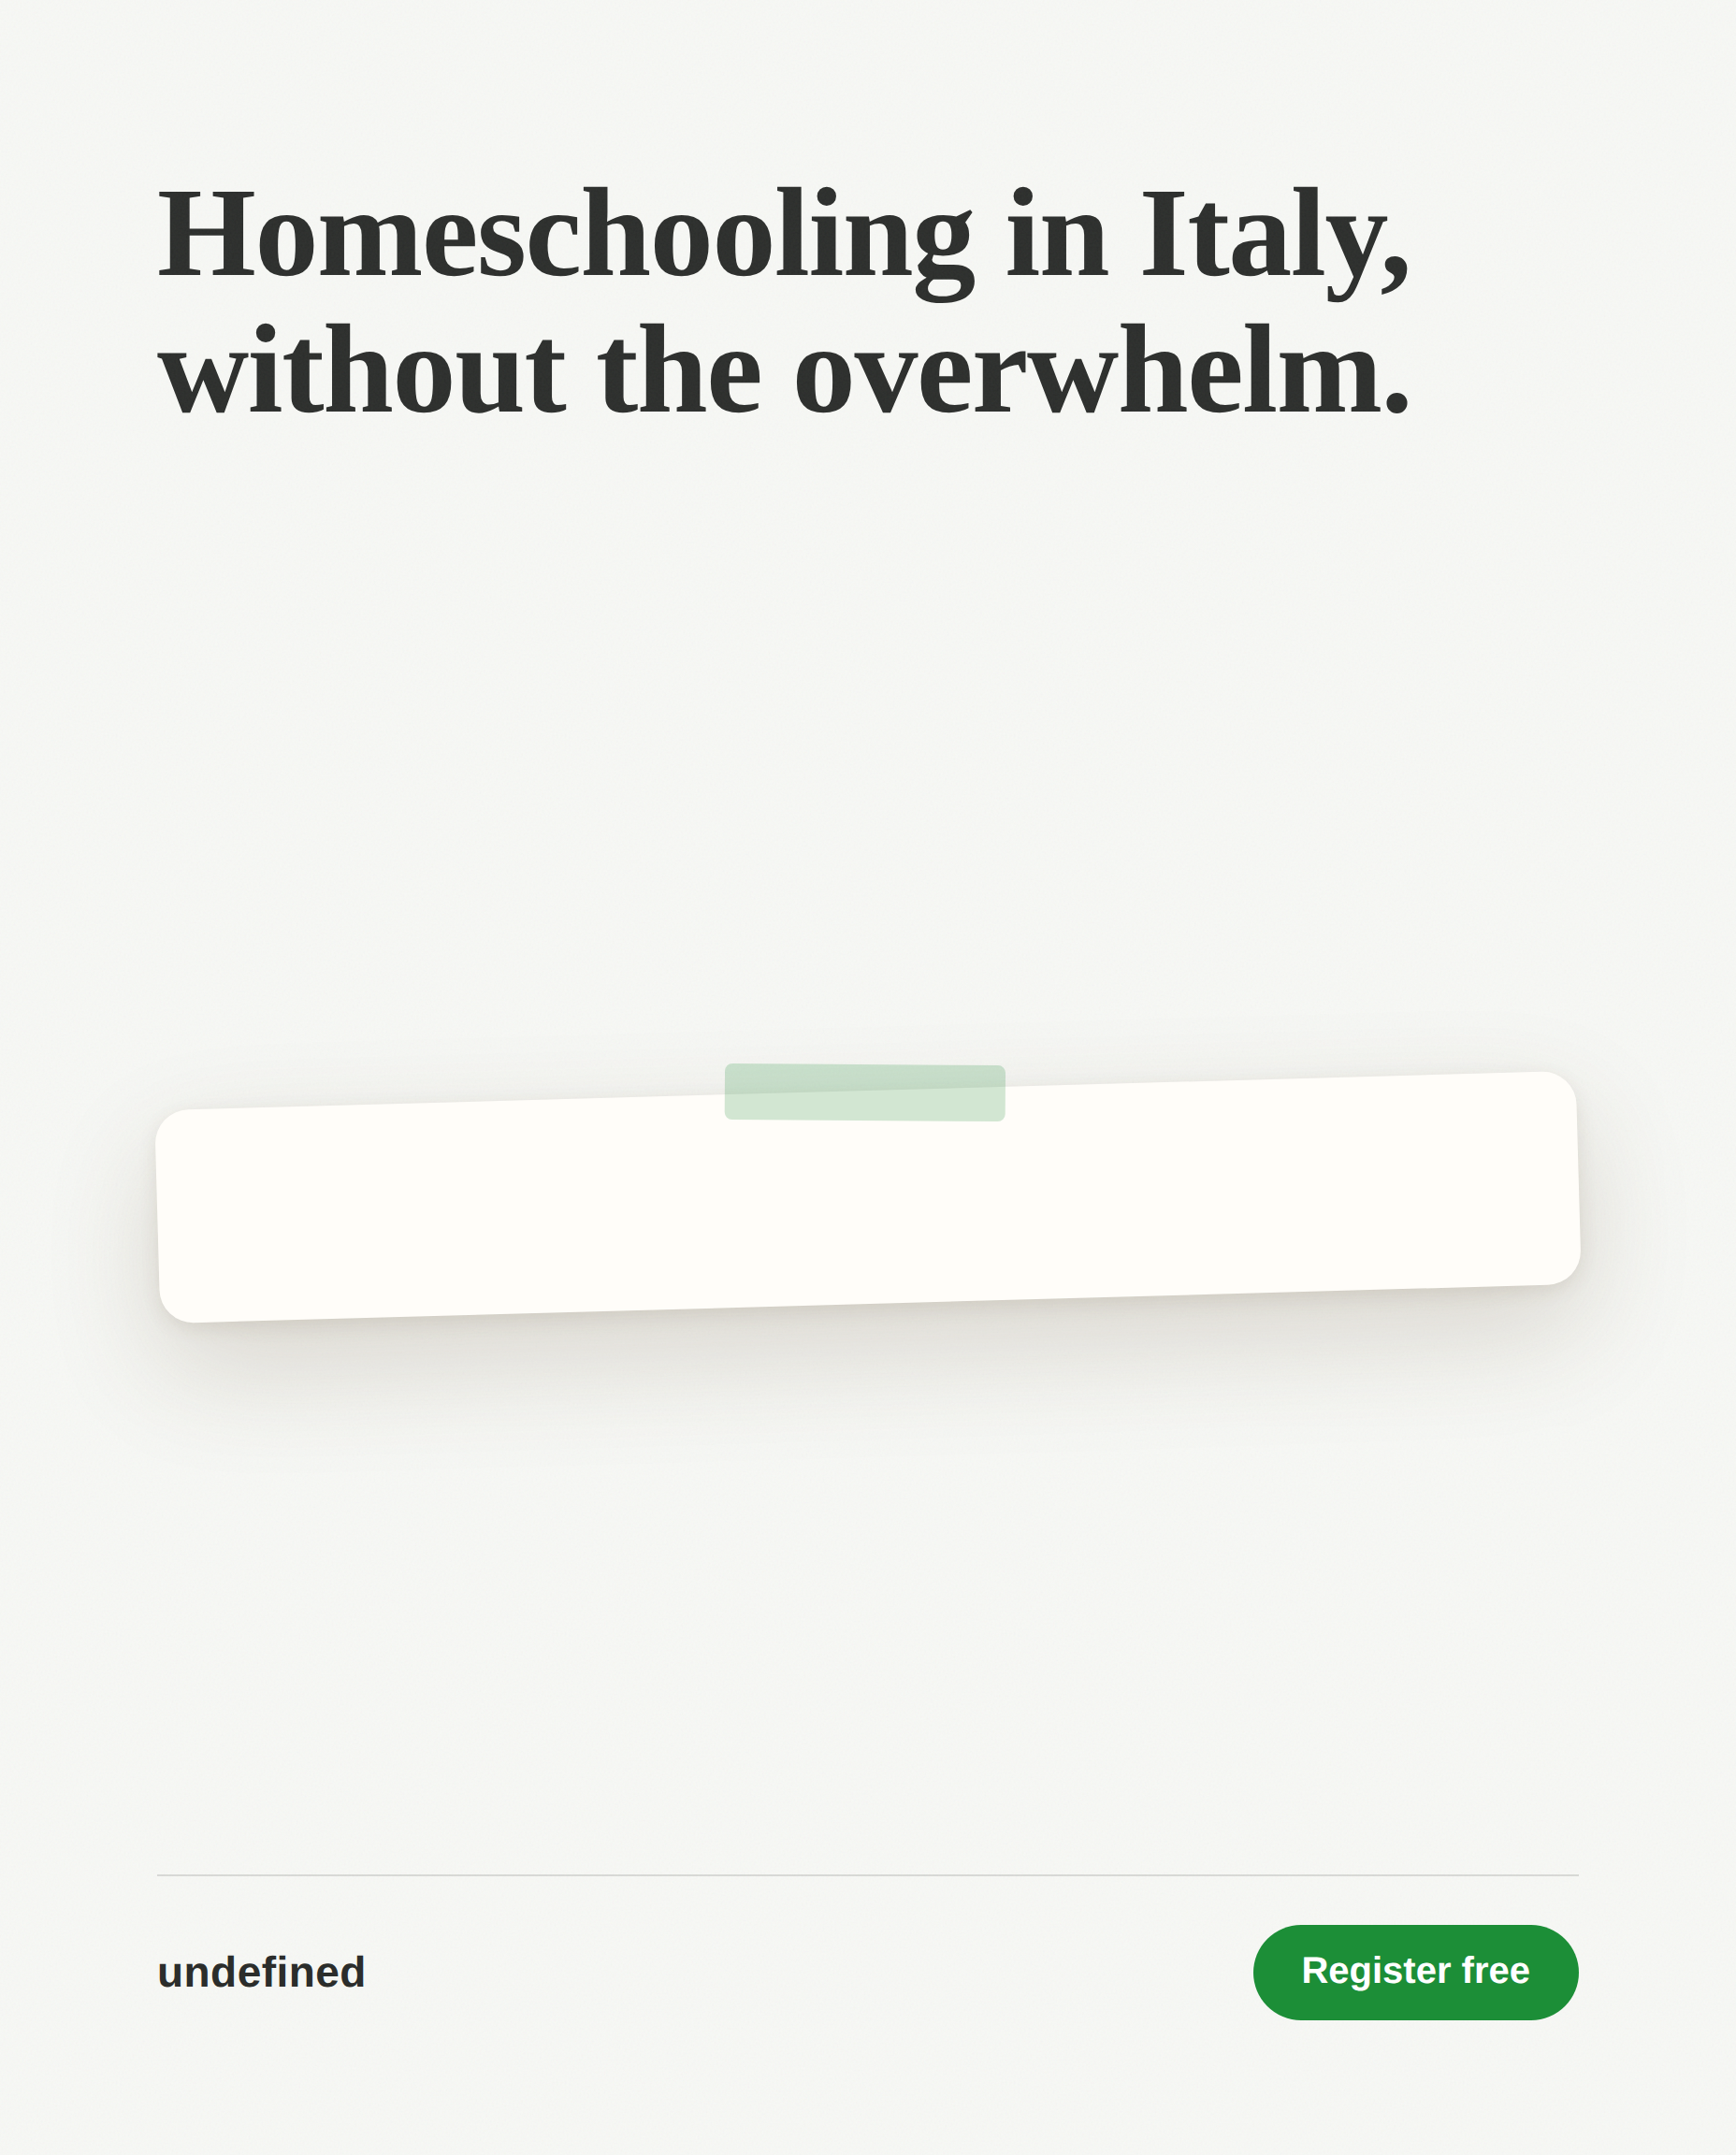 Homeschooling in Italy,
without the overwhelm.
undefined
Register free